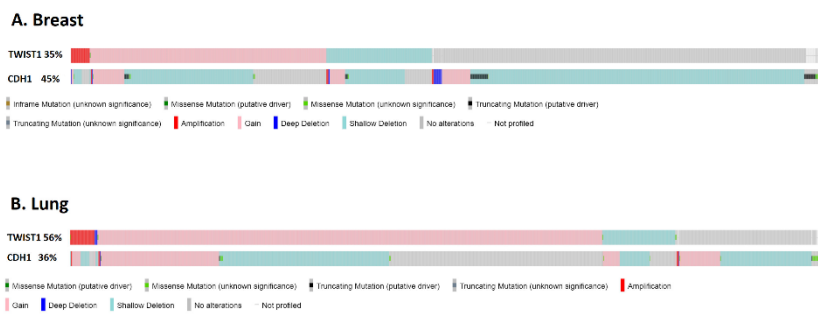 A. Breast
TWIST1 35%
CDH1 45%
Inframe Mutation (unknown significance) Missense Mutation (putative driver) Missense Mutation (unknown significance) Truncating Mutation (putative driver)
Truncating Mutation (unknown significance) Amplification Gain Deep Deletion Shallow Deletion No alterations Not profiled
B. Lung
TWIST1 56%
CDH1 36%
Missense Mutation (putative driver) Missense Mutation (unknown significance) Truncating Mutation (putative driver) Truncating Mutation (unknown significance) Amplification
Gain Deep Deletion Shallow Deletion No alterations Not profiled